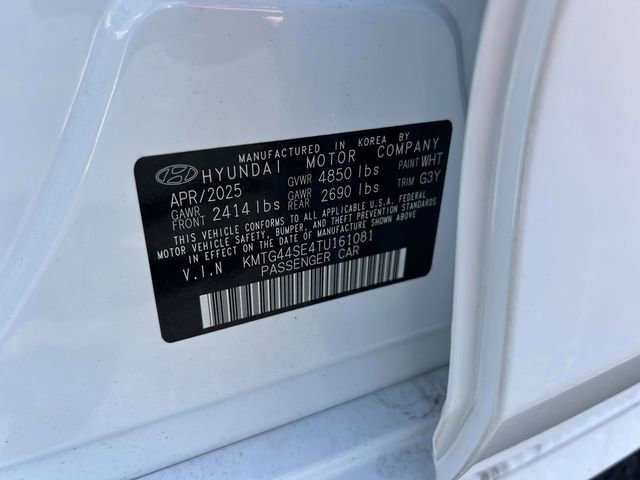 MANUFACTURED IN KOREA BY
HYUNDAI MOTOR COMPANY
APR/2025 GVWR 4850 lbs PAINT WHT
GAWR FRONT 2414 lbs GAWR REAR 2690 lbs TRIM G3Y
THIS VEHICLE CONFORMS TO ALL APPLICABLE U.S.A. FEDERAL
MOTOR VEHICLE SAFETY, BUMPER, AND THEFT PREVENTION STANDARDS
IN EFFECT ON THE DATE OF MANUFACTURE SHOWN ABOVE.
V.I.N KMTG44SE4TU161081
PASSENGER CAR